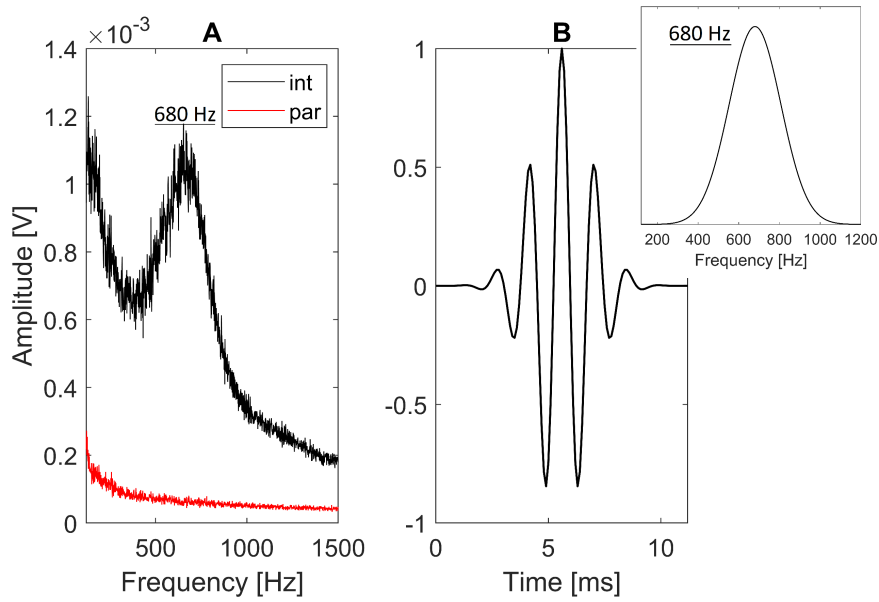 A
×10⁻³
1.4
1.2
1
0.8
0.6
0.4
0.2
0
Amplitude [V]
680 Hz
int
par
500
1000
1500
Frequency [Hz]
B
1
0.5
0
-0.5
-1
0
5
10
Time [ms]
680 Hz
200
400
600
800
1000
1200
Frequency [Hz]